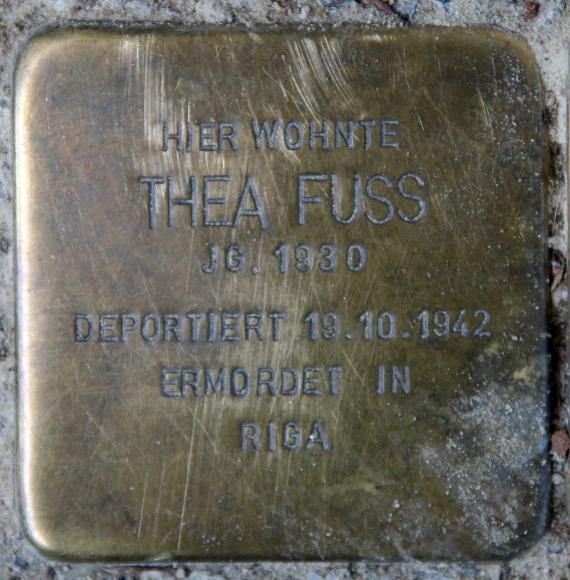 HIER WOHNTE
THEA FUSS
JG. 1930
DEPORTIERT 19.10.1942
ERMORDET IN
RIGA